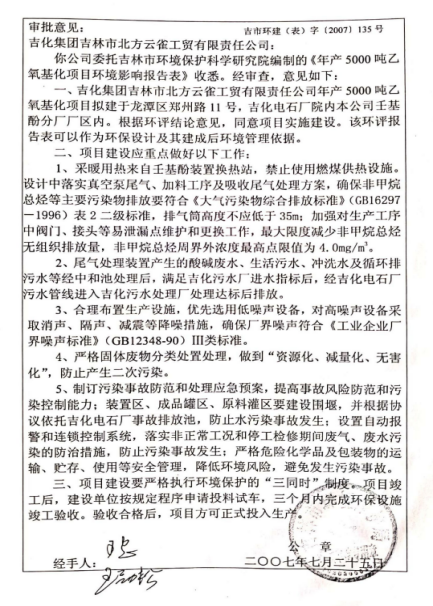 审批意见：　　吉市环建（表）字［2007］135号
吉化集团吉林市北方云雀工贸有限责任公司：
你公司委托吉林市环境保护科学研究院编制的《年产5000吨乙
氧基化项目环境影响报告表》收悉。经审查，意见如下：
一、吉化集团吉林市北方云雀工贸有限责任公司年产5000吨乙
氧基化项目拟建于龙潭区郑州路11号，吉化电石厂院内本公司壬基
酚分厂厂区内。根据环评结论意见，同意项目实施建设。该环评报
告表可以作为环保设计及其建成后环境管理依据。
二、项目建设应重点做好以下工作：
1、采暖用热来自壬基酚装置换热站，禁止使用燃煤供热设施。
设计中落实真空泵尾气、加料工序及吸收尾气处理方案，确保非甲烷
总烃等主要污染物排放要符合《大气污染物综合排放标准》（GB16297
-1996）表2二级标准，排气筒高度不应低于35m；加强对生产工序
中阀门、接头等易泄漏点维护和更换工作，最大限度减少非甲烷总烃
无组织排放量，非甲烷总烃周界外浓度最高点限值为4.0mg/m³。
2、尾气处理装置产生的酸碱废水、生活污水、冲洗水及循环排
污水等经中和池处理后，满足吉化污水厂进水指标后，经吉化电石厂
污水管线进入吉化污水处理厂处理达标后排放。
3、合理布置生产设施，优先选用低噪声设备，对高噪声设备采
取消声、隔声、减震等降噪措施，确保厂界噪声符合《工业企业厂
界噪声标准》（GB12348-90）Ⅲ类标准。
4、严格固体废物分类处置处理，做到“资源化、减量化、无害
化”，防止产生二次污染。
5、制订污染事故防范和处理应急预案，提高事故风险防范和污
染控制能力；装置区、成品罐区、原料灌区要建设围堰，并根据协
议依托吉化电石厂事故排放池，防止水污染事故发生；设置自动报
警和连锁控制系统，落实非正常工况和停工检修期间废气、废水污染
的防治措施，防止污染事故发生；严格危险化学品及包装物的运
输、贮存、使用等安全管理，降低环境风险，避免发生污染事故。
三、项目建设要严格执行环境保护的“三同时”制度。项目竣
工后，建设单位按规定程序申请投料试车，三个月内完成环保设施
竣工验收。验收合格后，项目方可正式投入生产。
公　章
经手人：　　二〇〇七年七月二十五日